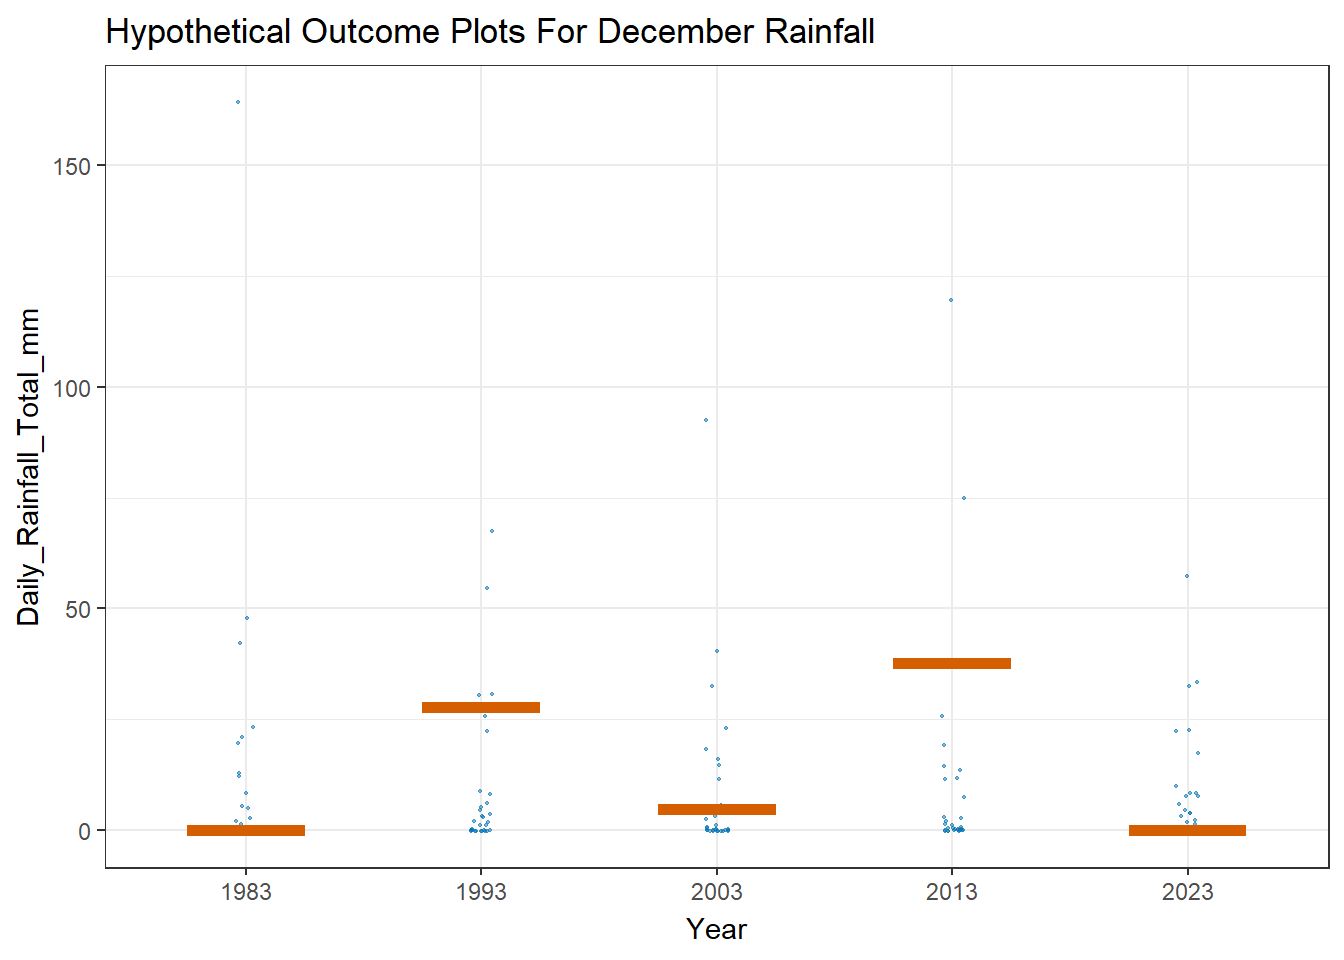 Hypothetical Outcome Plots For December Rainfall
Daily_Rainfall_Total_mm
150
100
50
0
1983 1993 2003 2013 2023
Year